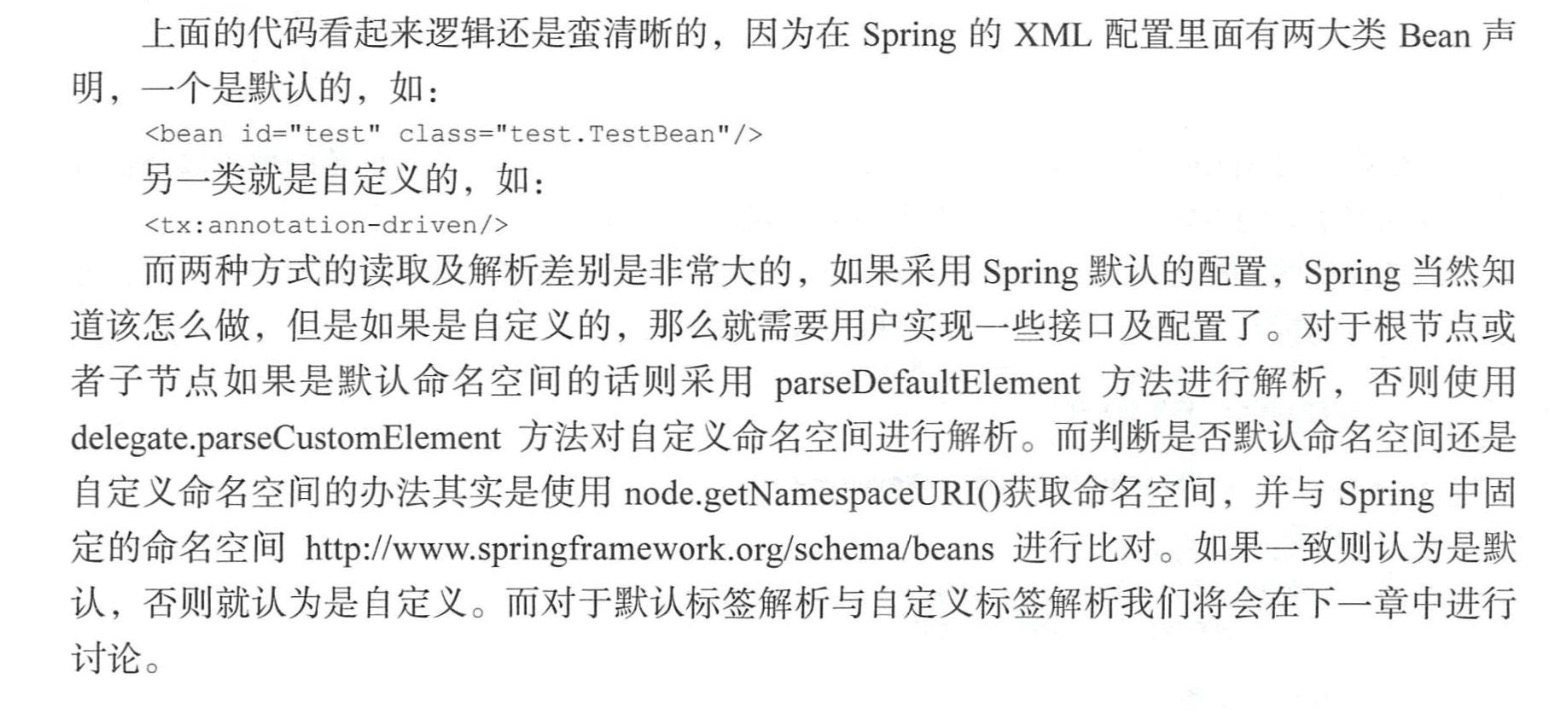 上面的代码看起来逻辑还是蛮清晰的，因为在 Spring 的 XML 配置里面有两大类 Bean 声
明，一个是默认的，如：
<bean id="test" class="test.TestBean"/>
另一类就是自定义的，如：
<tx:annotation-driven/>
而两种方式的读取及解析差别是非常大的，如果采用 Spring 默认的配置，Spring 当然知
道该怎么做，但是如果是自定义的，那么就需要用户实现一些接口及配置了。对于根节点或
者子节点如果是默认命名空间的话则采用 parseDefaultElement 方法进行解析，否则使用
delegate.parseCustomElement 方法对自定义命名空间进行解析。而判断是否默认命名空间还是
自定义命名空间的办法其实是使用 node.getNamespaceURI()获取命名空间，并与 Spring 中固
定的命名空间 http://www.springframework.org/schema/beans 进行比对。如果一致则认为是默
认，否则就认为是自定义。而对于默认标签解析与自定义标签解析我们将会在下一章中进行
讨论。